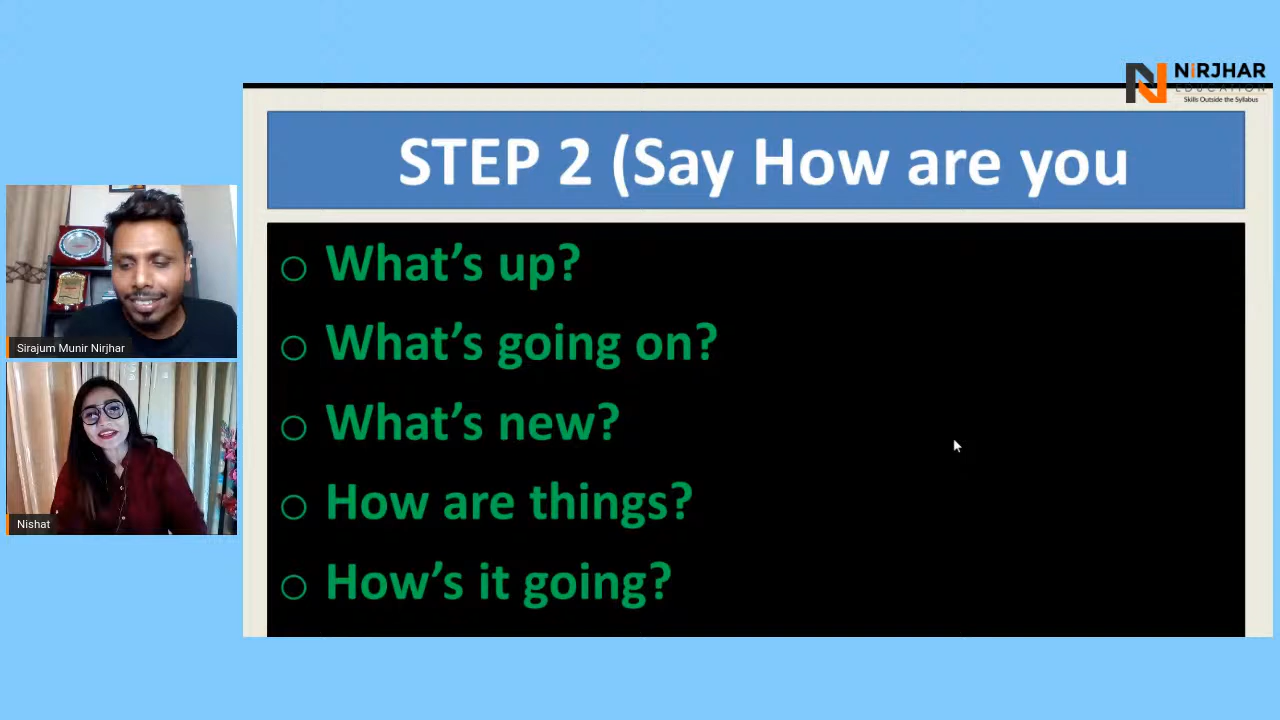 NiRJHAR
EDUCATION
Skills Outside the Syllabus
STEP 2 (Say How are you
o What's up?
o What's going on?
o What's new?
o How are things?
o How's it going?
Sirajum Munir Nirjhar
Nishat